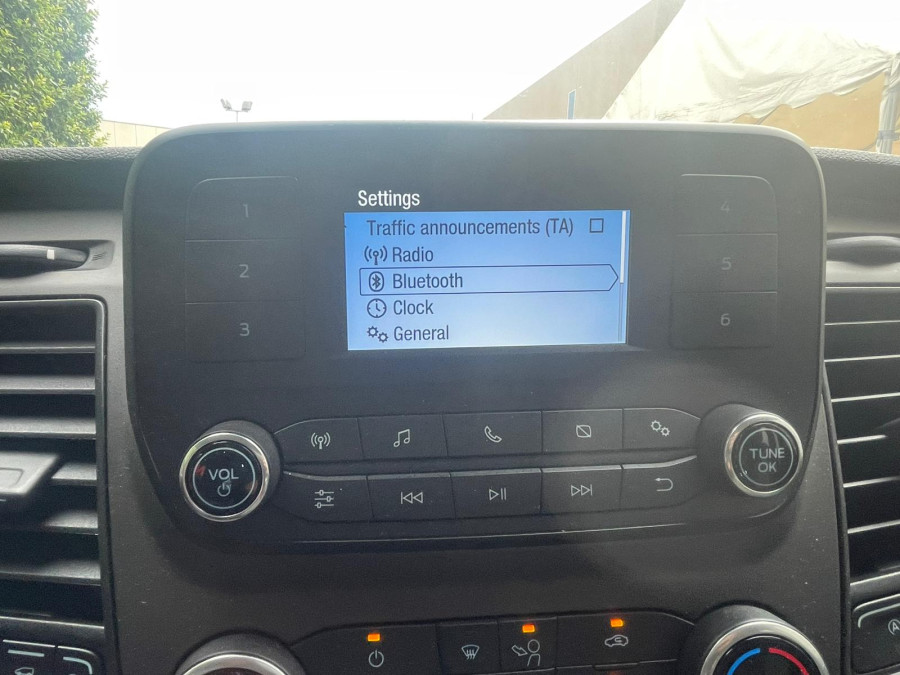 Settings
Traffic announcements (TA)
Radio
Bluetooth
Clock
General
1
2
3
4
5
6
VOL
TUNE
OK